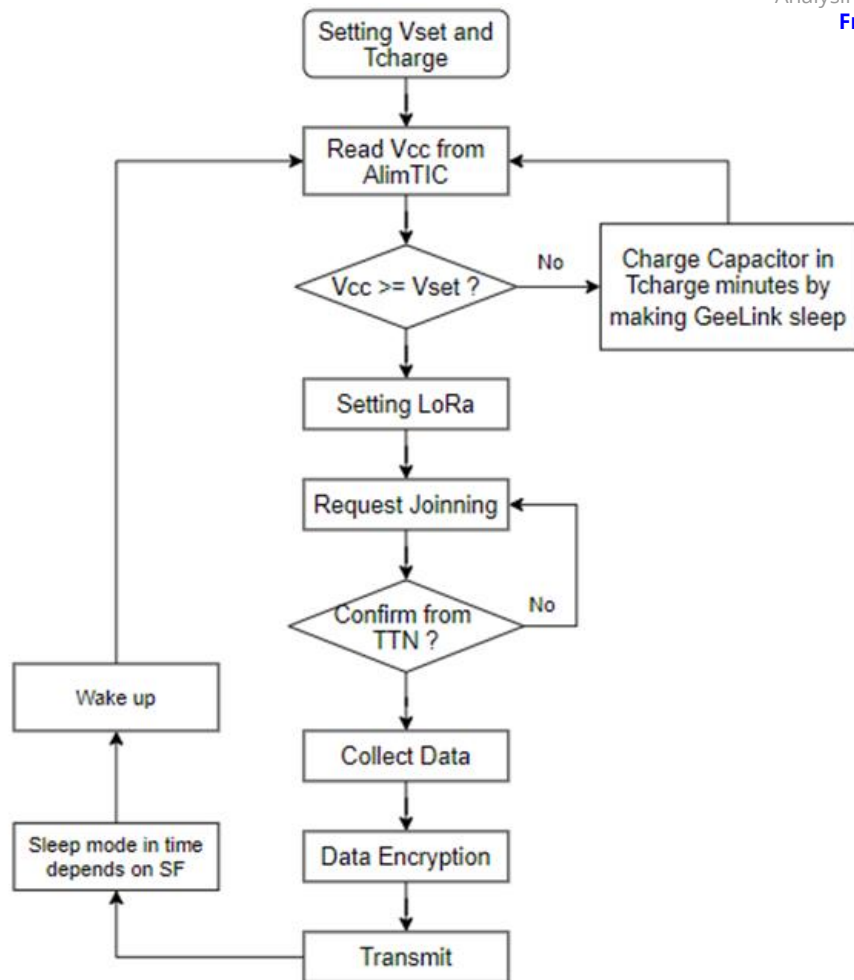 Analysin
Fr
Setting Vset and
Tcharge
Read Vcc from
AlimTIC
Vcc >= Vset ?
No
Charge Capacitor in
Tcharge minutes by
making GeeLink sleep
Setting LoRa
Request Joinning
Confirm from
TTN ?
No
Wake up
Collect Data
Sleep mode in time
depends on SF
Data Encryption
Transmit